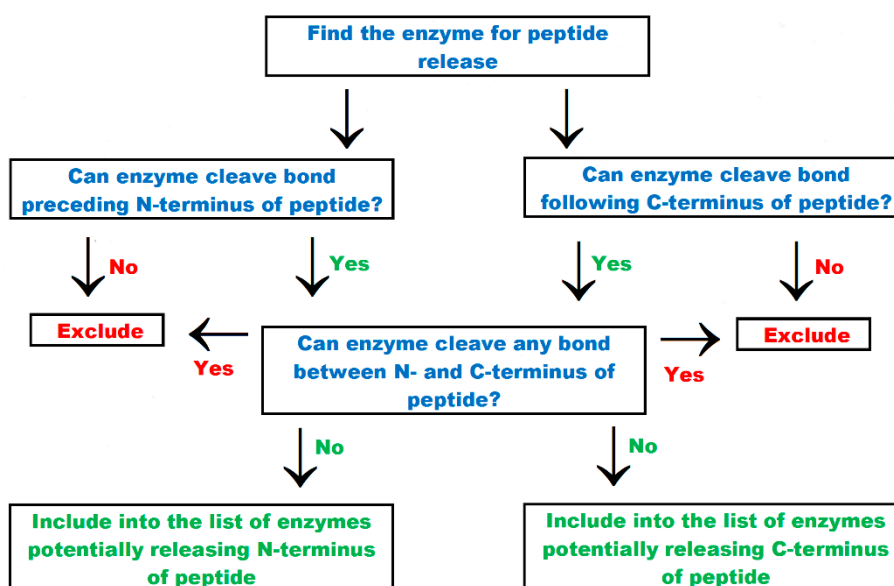 Find the enzyme for peptide
release
Can enzyme cleave bond
preceding N-terminus of peptide?
Can enzyme cleave bond
following C-terminus of peptide?
No
Yes
Yes
No
Exclude
Can enzyme cleave any bond
between N- and C-terminus of
peptide?
Exclude
Yes
Yes
No
No
Include into the list of enzymes
potentially releasing N-terminus
of peptide
Include into the list of enzymes
potentially releasing C-terminus
of peptide